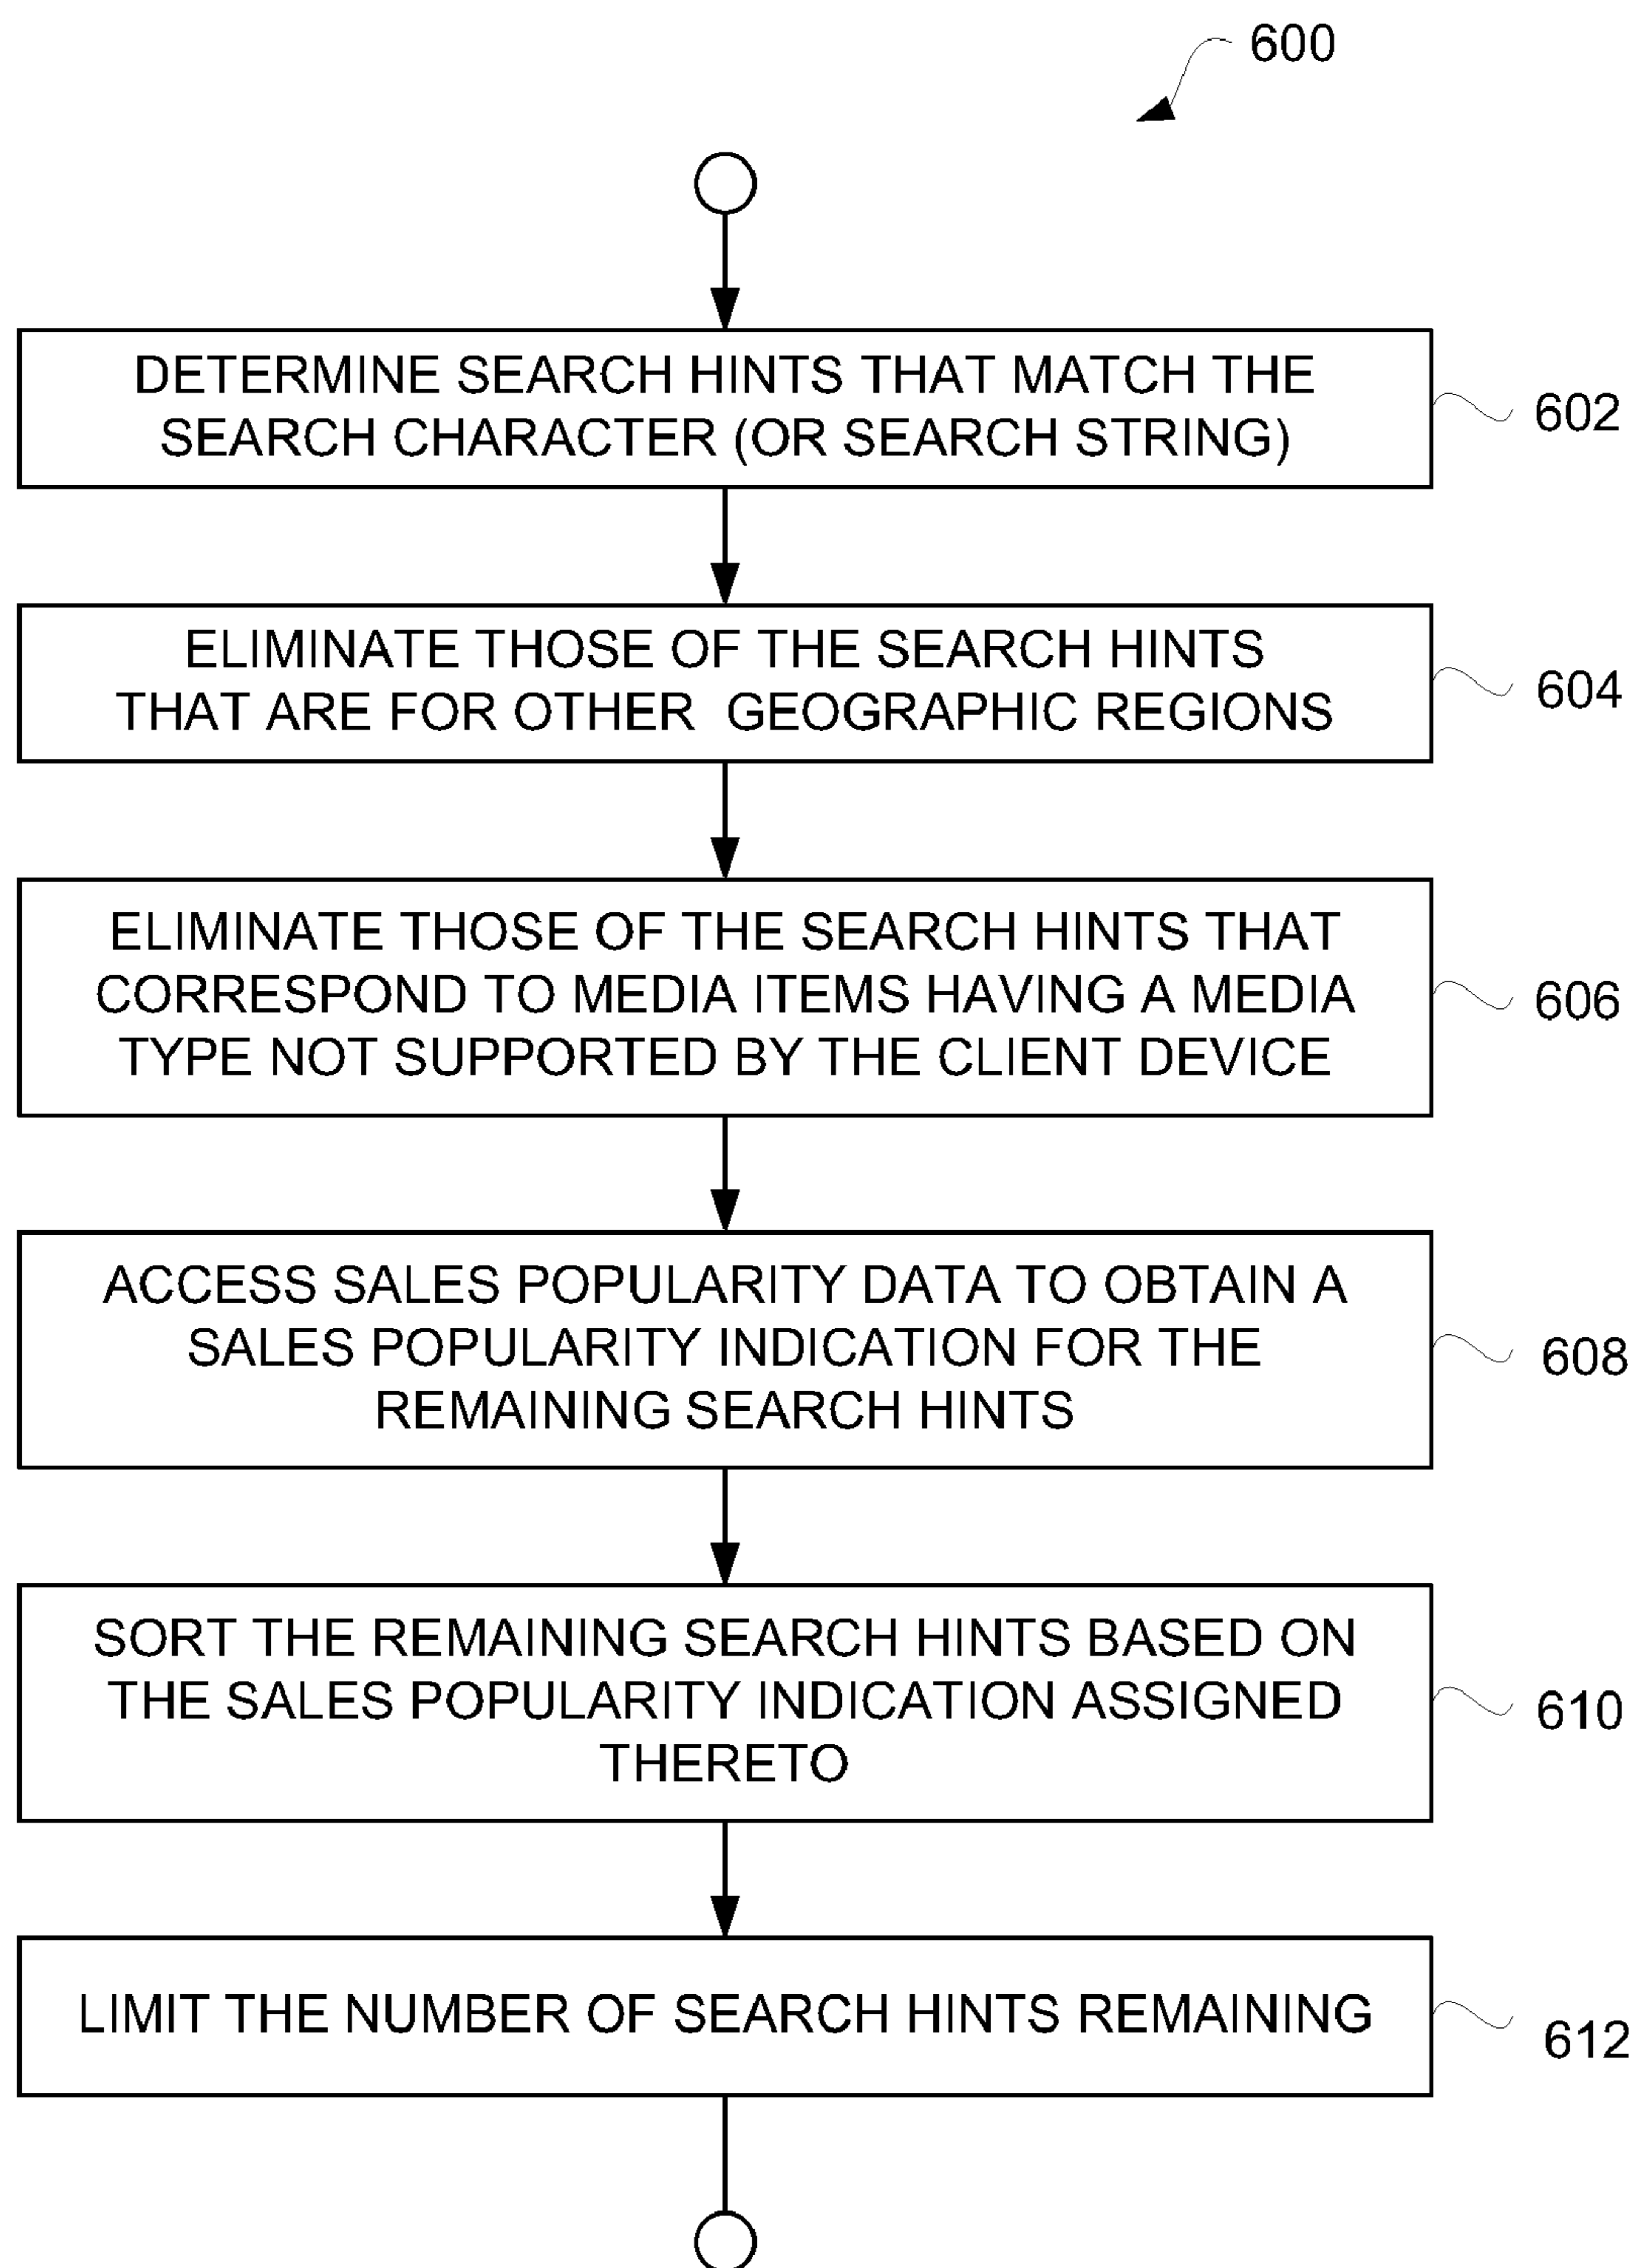 600
DETERMINE SEARCH HINTS THAT MATCH THE
SEARCH CHARACTER (OR SEARCH STRING)
602
ELIMINATE THOSE OF THE SEARCH HINTS
THAT ARE FOR OTHER GEOGRAPHIC REGIONS
604
ELIMINATE THOSE OF THE SEARCH HINTS THAT
CORRESPOND TO MEDIA ITEMS HAVING A MEDIA
TYPE NOT SUPPORTED BY THE CLIENT DEVICE
606
ACCESS SALES POPULARITY DATA TO OBTAIN A
SALES POPULARITY INDICATION FOR THE
REMAINING SEARCH HINTS
608
SORT THE REMAINING SEARCH HINTS BASED ON
THE SALES POPULARITY INDICATION ASSIGNED
THERETO
610
LIMIT THE NUMBER OF SEARCH HINTS REMAINING
612